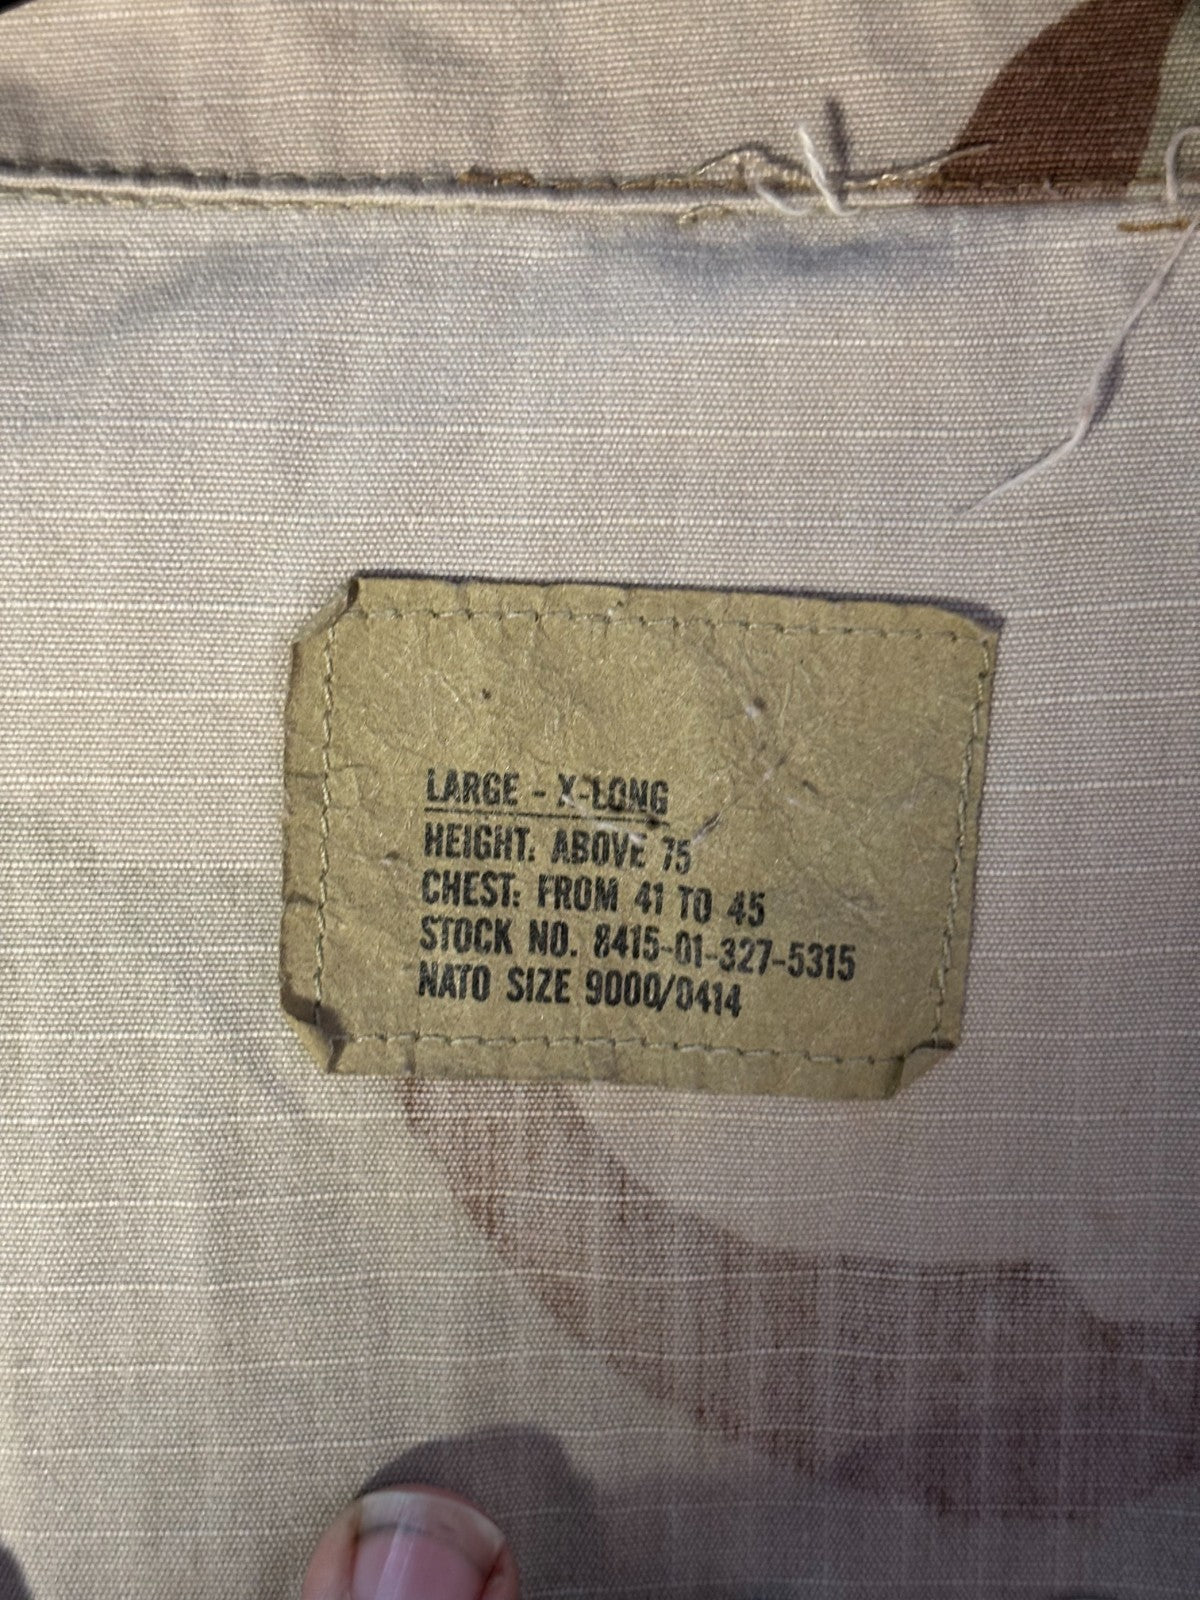 LARGE - X-LONG
HEIGHT: ABOVE 75
CHEST: FROM 41 TO 45
STOCK NO. 8415-01-327-5315
NATO SIZE 9000/0414